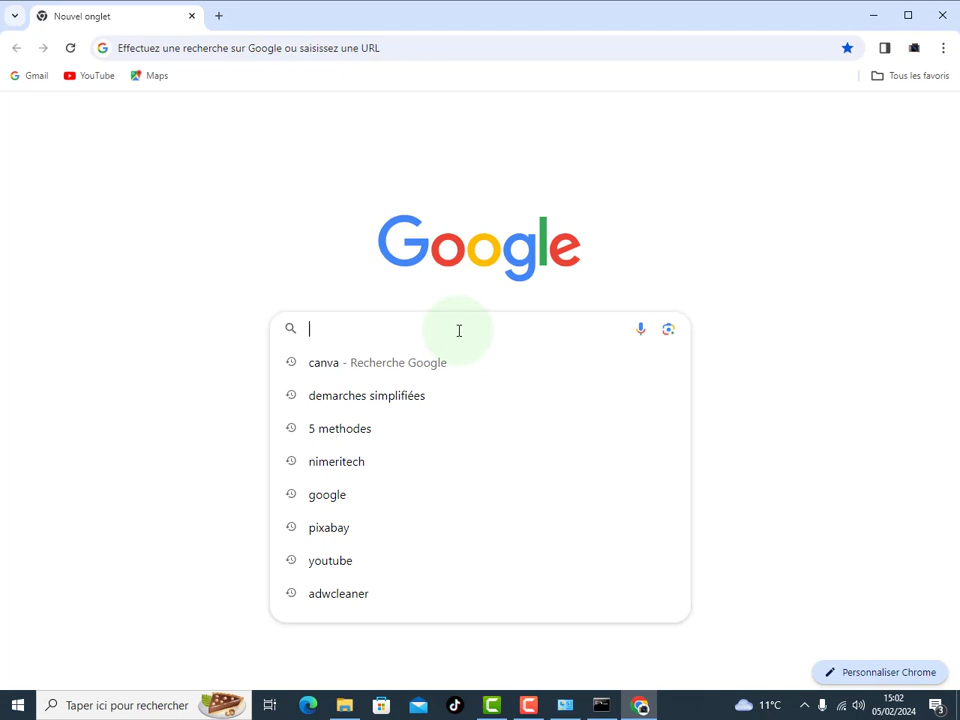 Nouvel onglet
Effectuez une recherche sur Google ou saisissez une URL
Gmail YouTube Maps Tous les favoris
Google
canva - Recherche Google
demarches simplifiées
5 methodes
nimeritech
google
pixabay
youtube
adwcleaner
Personnaliser Chrome
Taper ici pour rechercher
11°C
15:02
05/02/2024
3